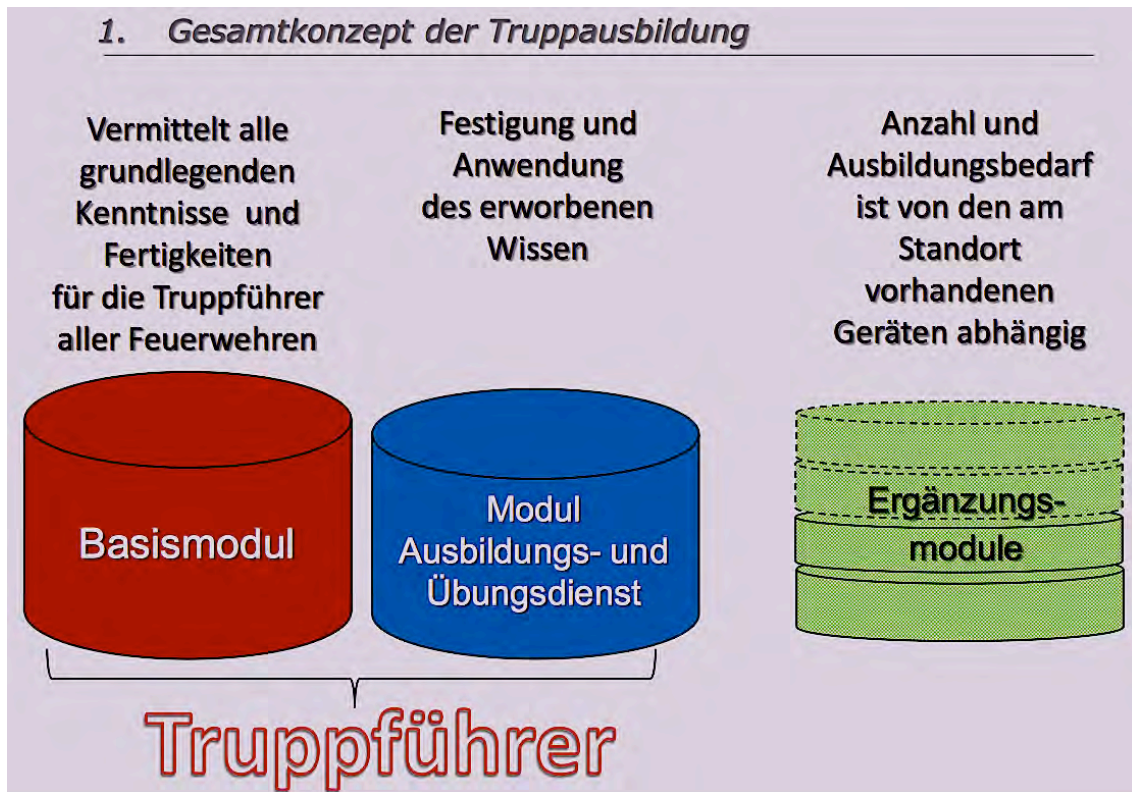 1. Gesamtkonzept der Truppausbildung
Vermittelt alle
grundlegenden
Kenntnisse und
Fertigkeiten
für die Truppführer
aller Feuerwehren
Festigung und
Anwendung
des erworbenen
Wissen
Anzahl und
Ausbildungsbedarf
ist von den am
Standort
vorhandenen
Geräten abhängig
Basismodul
Modul
Ausbildungs- und
Übungsdienst
Ergänzungs-
module
Truppführer